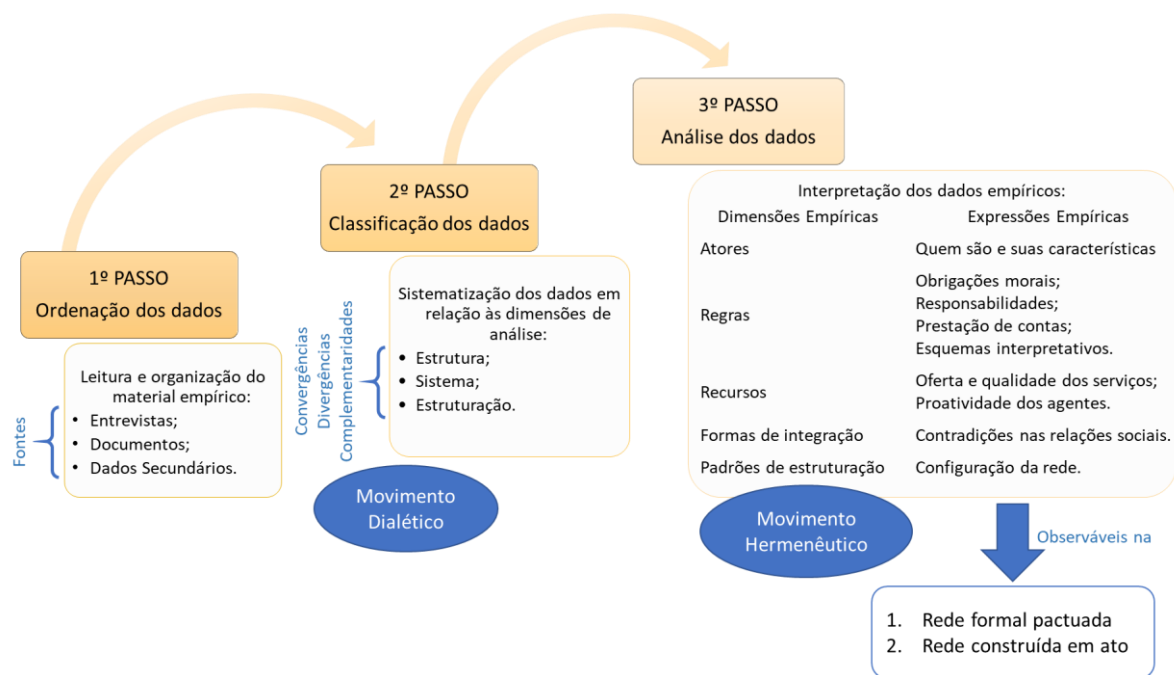 1º PASSO
Ordenação dos dados
Leitura e organização do
material empírico:
• Entrevistas;
• Documentos;
• Dados Secundários.
Fontes
2º PASSO
Classificação dos dados
Sistematização dos dados em
relação às dimensões de
análise:
• Estrutura;
• Sistema;
• Estruturação.
Convergências
Divergências
Complementaridades
Movimento
Dialético
3º PASSO
Análise dos dados
Interpretação dos dados empíricos:
Dimensões Empíricas Expressões Empíricas
Atores Quem são e suas características
Regras
Obrigações morais;
Responsabilidades;
Prestação de contas;
Esquemas interpretativos.
Recursos
Oferta e qualidade dos serviços;
Proatividade dos agentes.
Formas de integração Contradições nas relações sociais.
Padrões de estruturação Configuração da rede.
Movimento
Hermenêutico
Observáveis na
1. Rede formal pactuada
2. Rede construída em ato